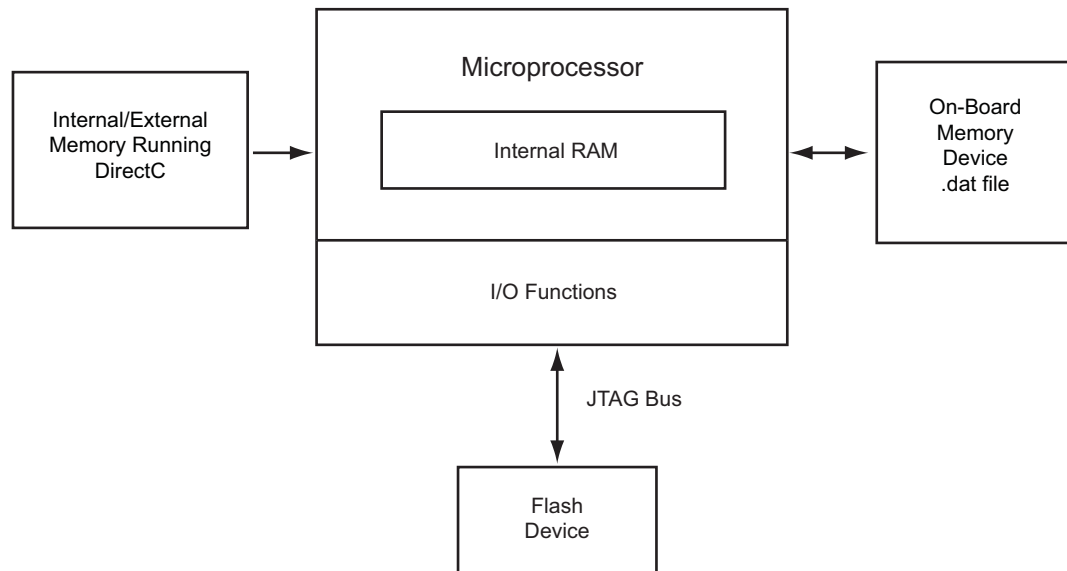 Microprocessor
Internal/External
Memory Running
DirectC
Internal RAM
On-Board
Memory
Device
.dat file
I/O Functions
JTAG Bus
Flash
Device